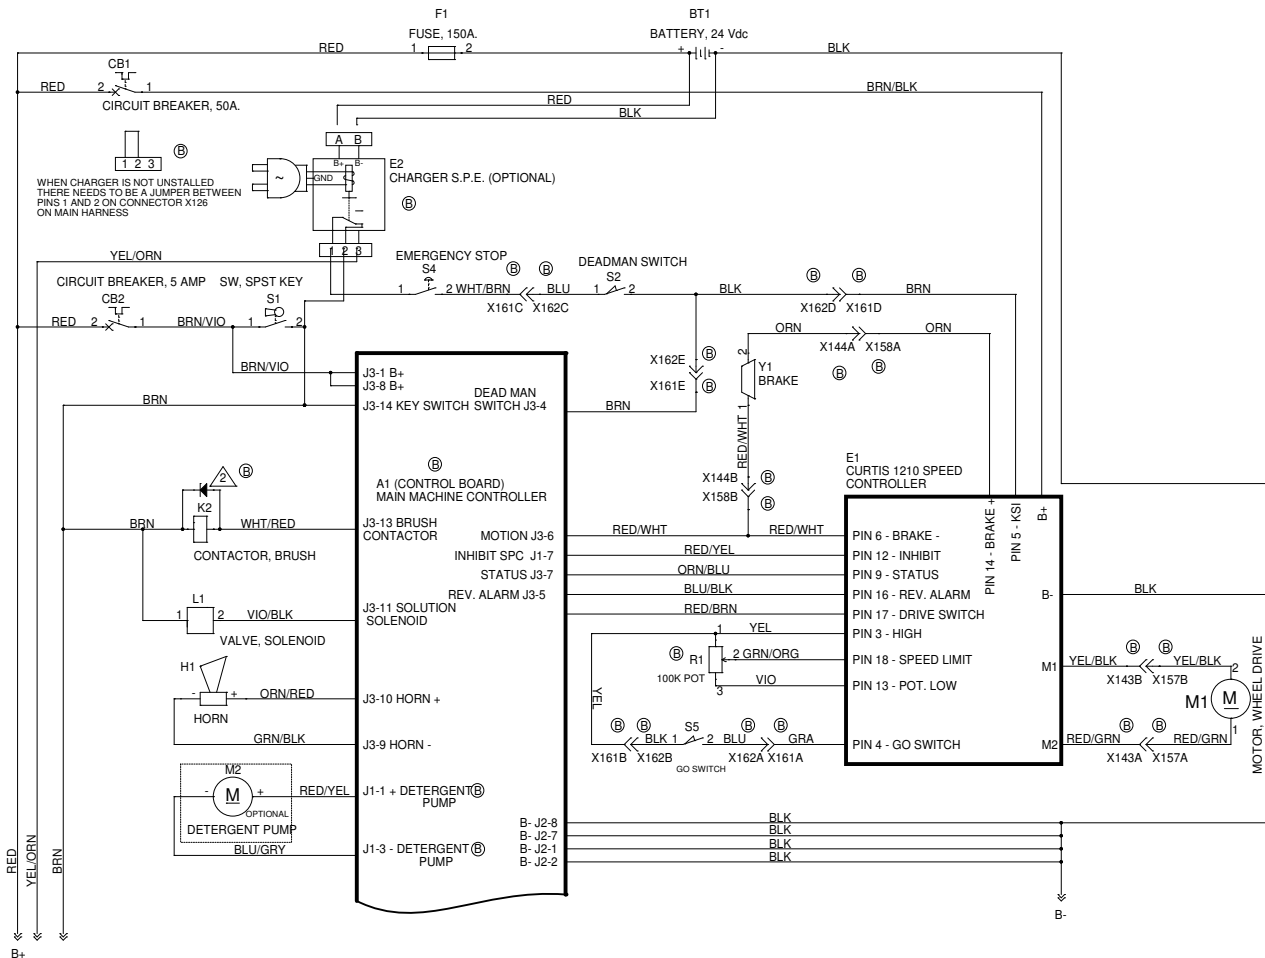 F1
BT1
FUSE, 150A.
BATTERY, 24 Vdc
RED
1
2
+
-
BLK
CB1
RED
2
1
BRN/BLK
CIRCUIT BREAKER, 50A.
RED
BLK
A B
1 2 3
B
B+ B-
E2
GND
~
CHARGER S.P.E. (OPTIONAL)
B
WHEN CHARGER IS NOT UNSTALLED
THERE NEEDS TO BE A JUMPER BETWEEN
PINS 1 AND 2 ON CONNECTOR X126
ON MAIN HARNESS
1 2 3
YEL/ORN
EMERGENCY STOP
S4
1
2 WHT/BRN
B B
X161C X162C
BLU
DEADMAN SWITCH
S2
1 2
BLK
B B
X162D X161D
BRN
CIRCUIT BREAKER, 5 AMP
SW, SPST KEY
CB2
S1
RED
2
1
BRN/VIO
1 2
ORN
X144A X158A
ORN
B B
BRN/VIO
X162E B
X161E B
2
Y1
BRAKE
1
RED/WHT
J3-1 B+
J3-8 B+
DEAD MAN
SWITCH J3-4
BRN
J3-14 KEY SWITCH
BRN
B
A1 (CONTROL BOARD)
MAIN MACHINE CONTROLLER
X144B B
X158B B
E1
CURTIS 1210 SPEED
CONTROLLER
2
B
K2
BRN
WHT/RED
J3-13 BRUSH
CONTACTOR
CONTACTOR, BRUSH
PIN 14 - BRAKE +
PIN 5 - KSI
B+
MOTION J3-6
RED/WHT
RED/WHT
PIN 6 - BRAKE -
INHIBIT SPC J1-7
RED/YEL
PIN 12 - INHIBIT
STATUS J3-7
ORN/BLU
PIN 9 - STATUS
REV. ALARM J3-5
BLU/BLK
PIN 16 - REV. ALARM
B-
BLK
RED/BRN
PIN 17 - DRIVE SWITCH
L1
1
2
VIO/BLK
J3-11 SOLUTION
SOLENOID
VALVE, SOLENOID
1
YEL
PIN 3 - HIGH
B
R1
100K POT
2 GRN/ORG
PIN 18 - SPEED LIMIT
3
VIO
PIN 13 - POT. LOW
YEL
H1
-
+
ORN/RED
J3-10 HORN +
HORN
GRN/BLK
J3-9 HORN -
B B
X161B X162B
BLK
1
S5
2
BLU
GO SWITCH
B B
X162A X161A
GRA
PIN 4 - GO SWITCH
M1
YEL/BLK
B B
X143B X157B
YEL/BLK
2
M1
M
1
MOTOR, WHEEL DRIVE
M2
RED/GRN
B B
X143A X157A
RED/GRN
M2
-
M
+
RED/YEL
OPTIONAL
DETERGENT PUMP
J1-1 + DETERGENT B
PUMP
BLU/GRY
J1-3 - DETERGENT B
PUMP
B- J2-8
BLK
B- J2-7
BLK
B- J2-1
BLK
B- J2-2
BLK
RED
YEL/ORN
BRN
B+
B-